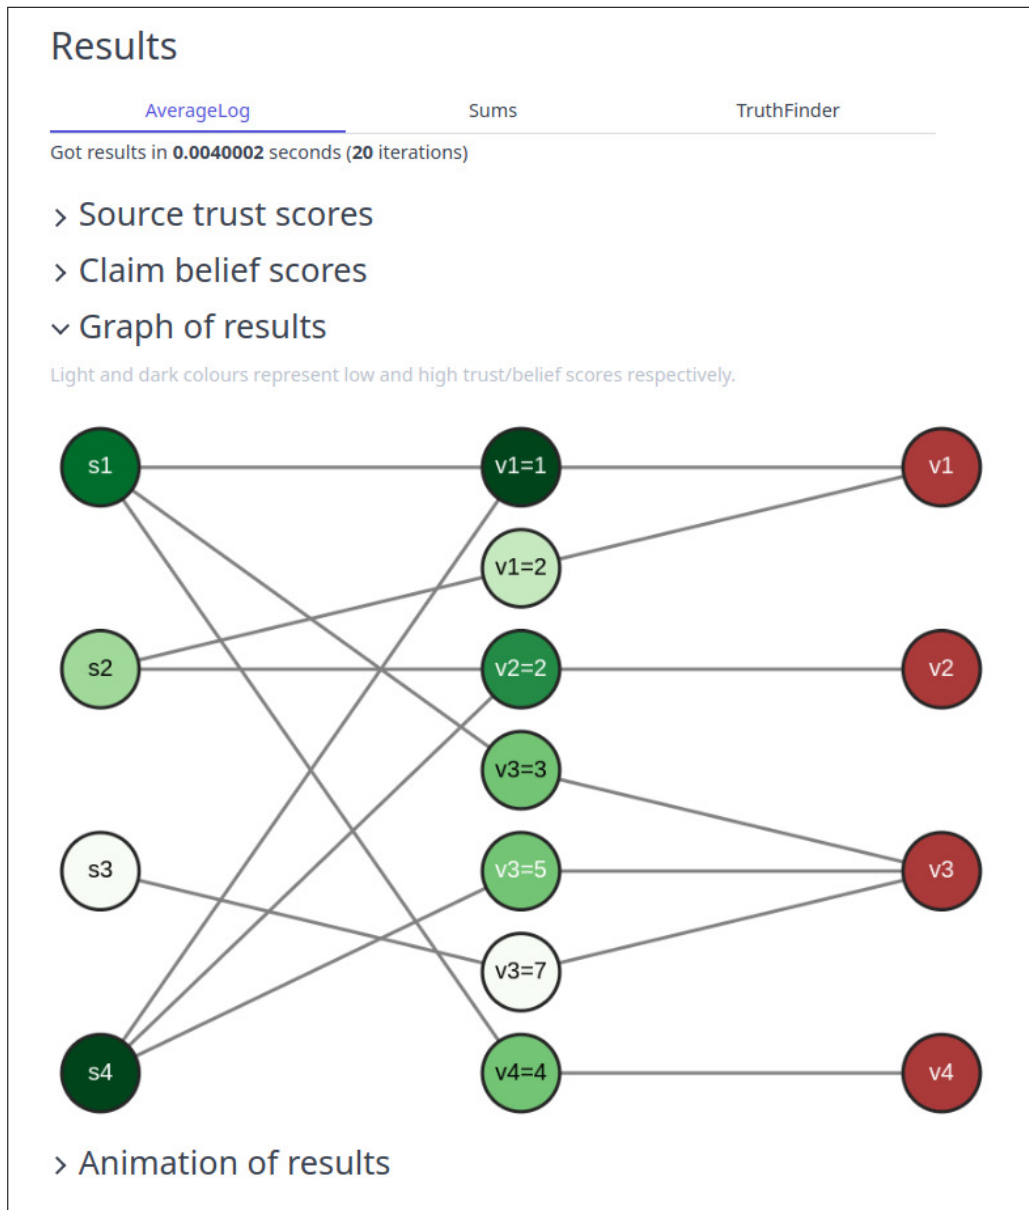 Results
AverageLog Sums TruthFinder
Got results in 0.0040002 seconds (20 iterations)
Source trust scores
Claim belief scores
Graph of results
Light and dark colours represent low and high trust/belief scores respectively.
s1 v1=1 v1
v1=2
s2 v2=2 v2
v3=3
s3 v3=5 v3
v3=7
s4 v4=4 v4
Animation of results